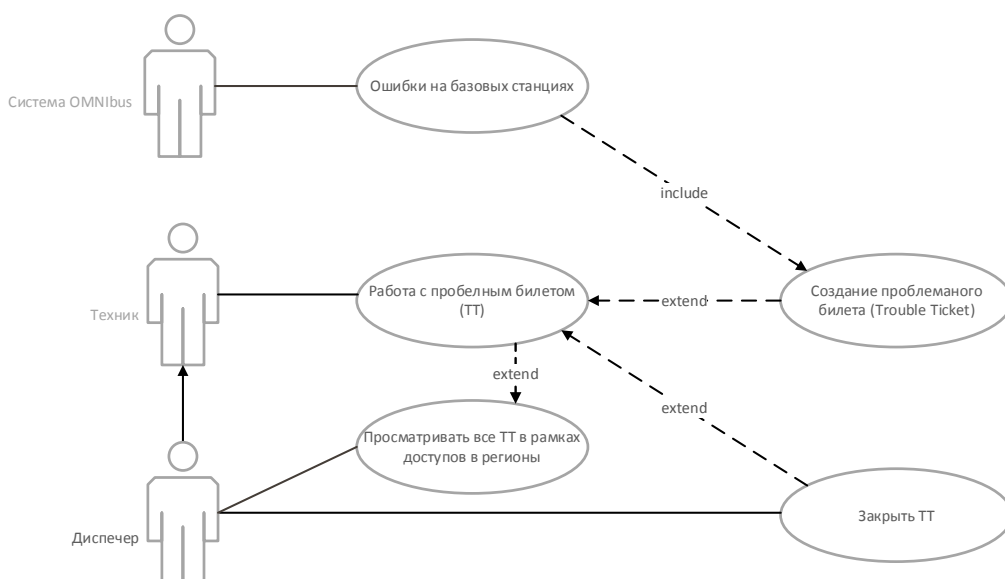 Система OMNIbus
Ошибки на базовых станциях
include
Техник
Работа с пробелным билетом
(ТТ)
extend
Создание проблеманого
билета (Trouble Ticket)
extend
extend
Просматривать все ТТ в рамках
доступов в регионы
Диспечер
Закрыть ТТ